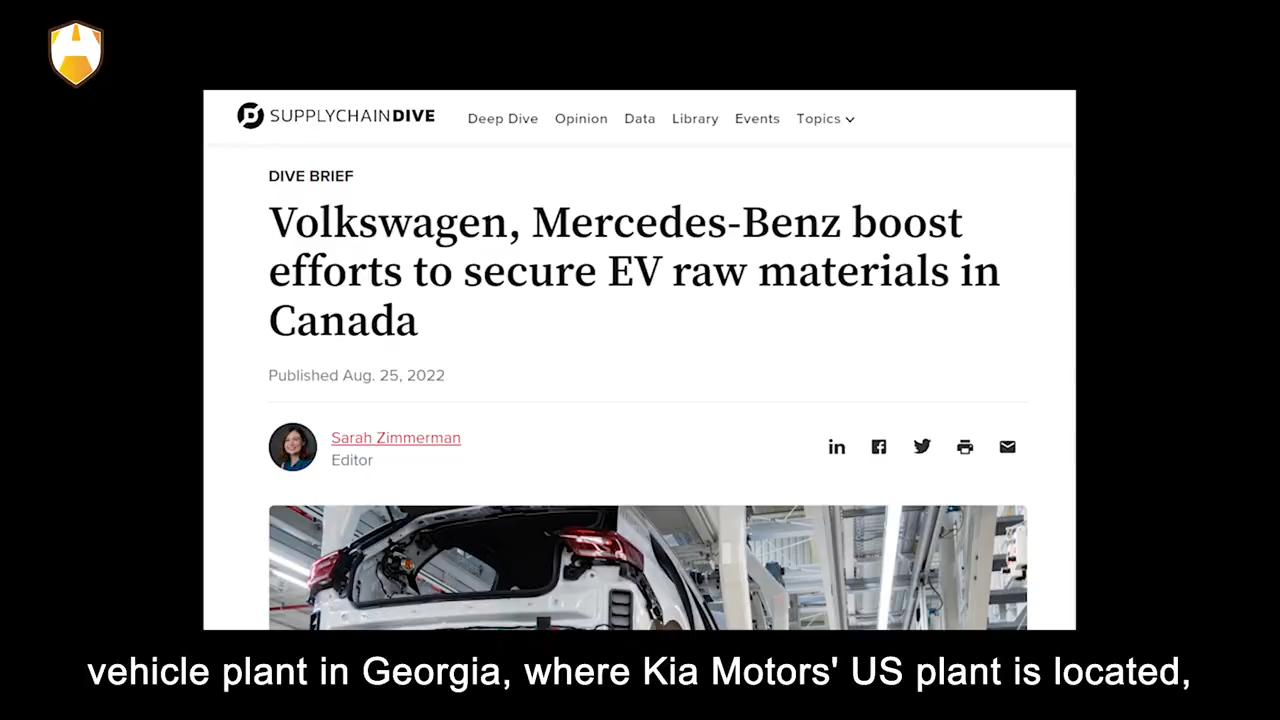 SUPPLYCHAINDIVE
Deep Dive Opinion Data Library Events Topics
DIVE BRIEF
Volkswagen, Mercedes-Benz boost
efforts to secure EV raw materials in
Canada
Published Aug. 25, 2022
Sarah Zimmerman
Editor
vehicle plant in Georgia, where Kia Motors' US plant is located,